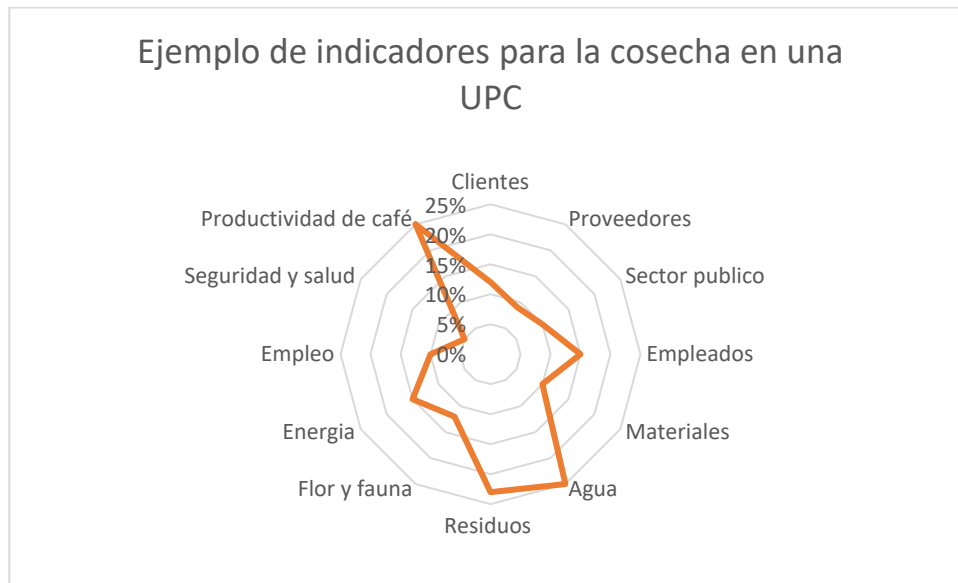 Ejemplo de indicadores para la cosecha en una
UPC
Clientes
25%
Productividad de café
Proveedores
20%
Seguridad y salud
15%
Sector publico
10%
5%
Empleo
0%
Empleados
Energia
Materiales
Flor y fauna
Agua
Residuos